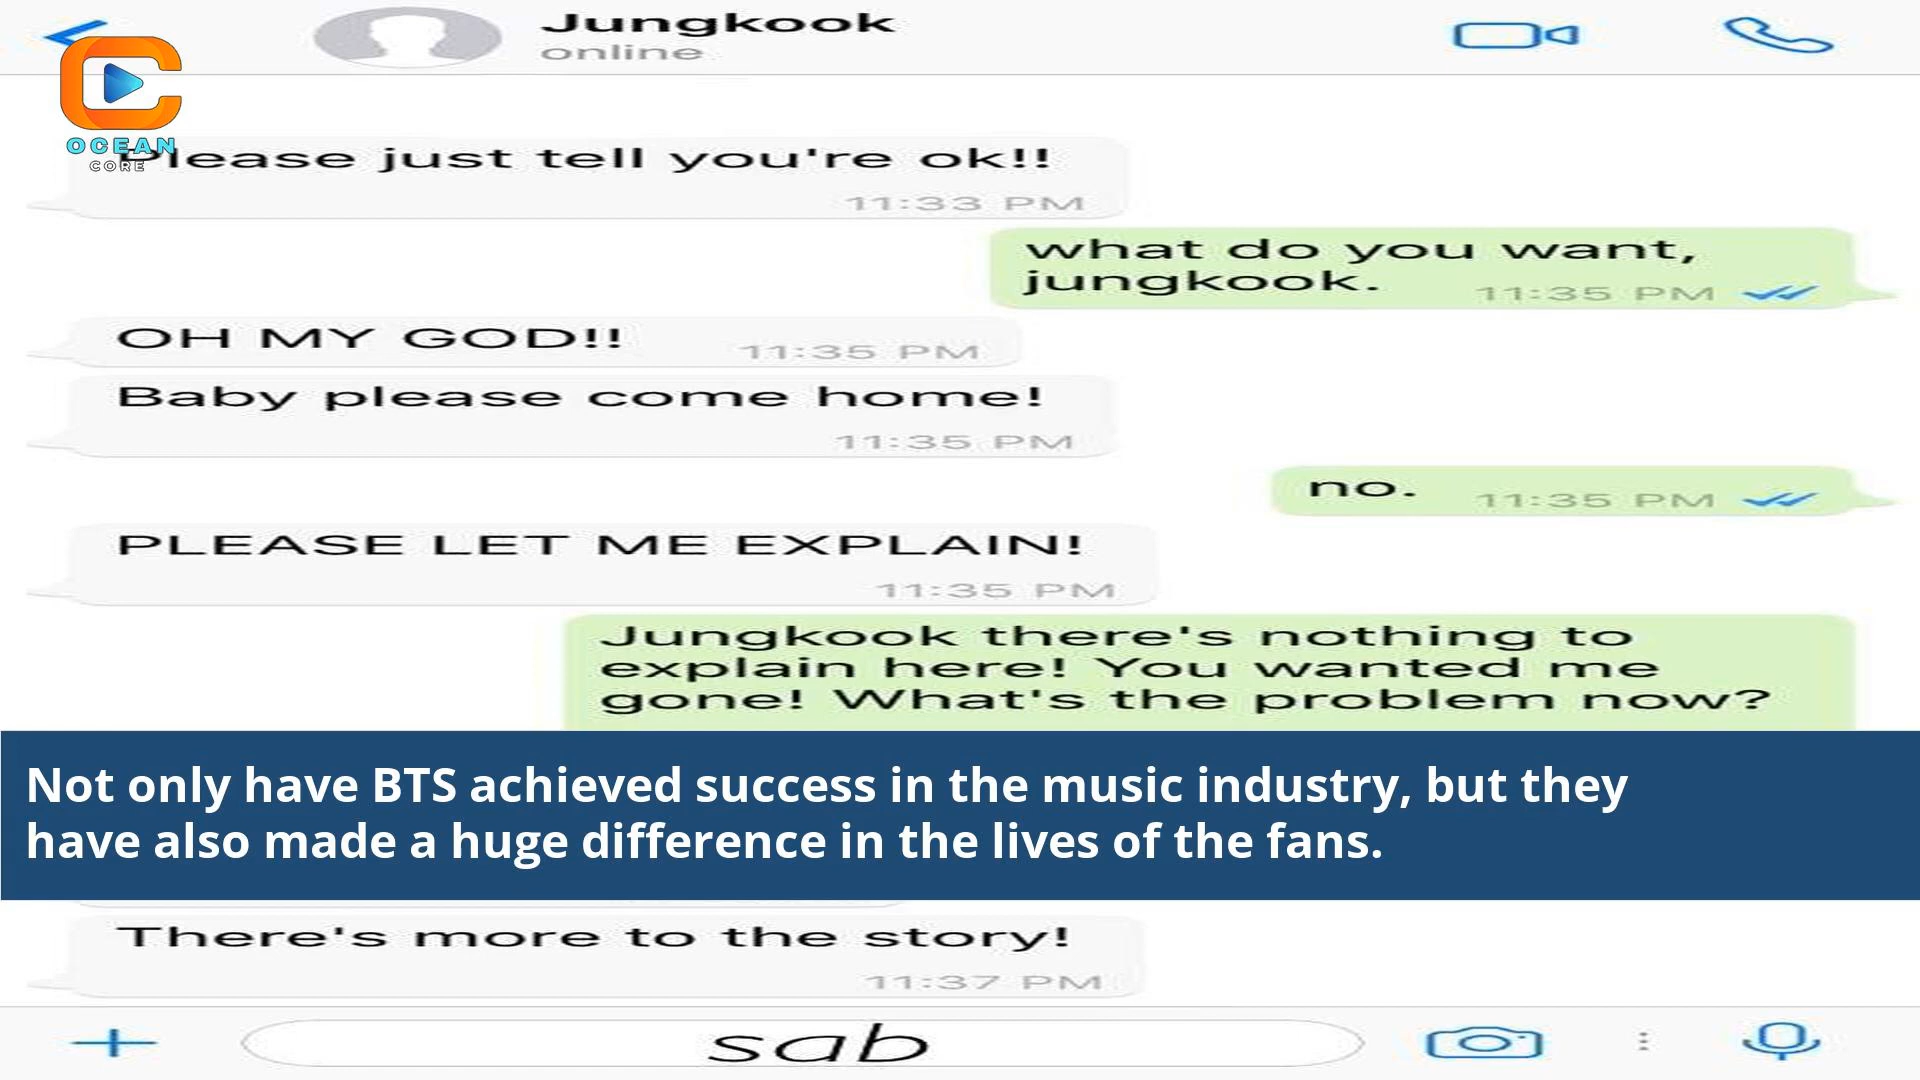 Jungkook
online
OCEAN
CORE
Please just tell you're ok!!
11:33 PM
what do you want,
jungkook.
11:35 PM
OH MY GOD!!
11:35 PM
Baby please come home!
11:35 PM
no.
11:35 PM
PLEASE LET ME EXPLAIN!
11:35 PM
Jungkook there's nothing to
explain here! You wanted me
gone! What's the problem now?
Not only have BTS achieved success in the music industry, but they
have also made a huge difference in the lives of the fans.
There's more to the story!
11:37 PM
sab